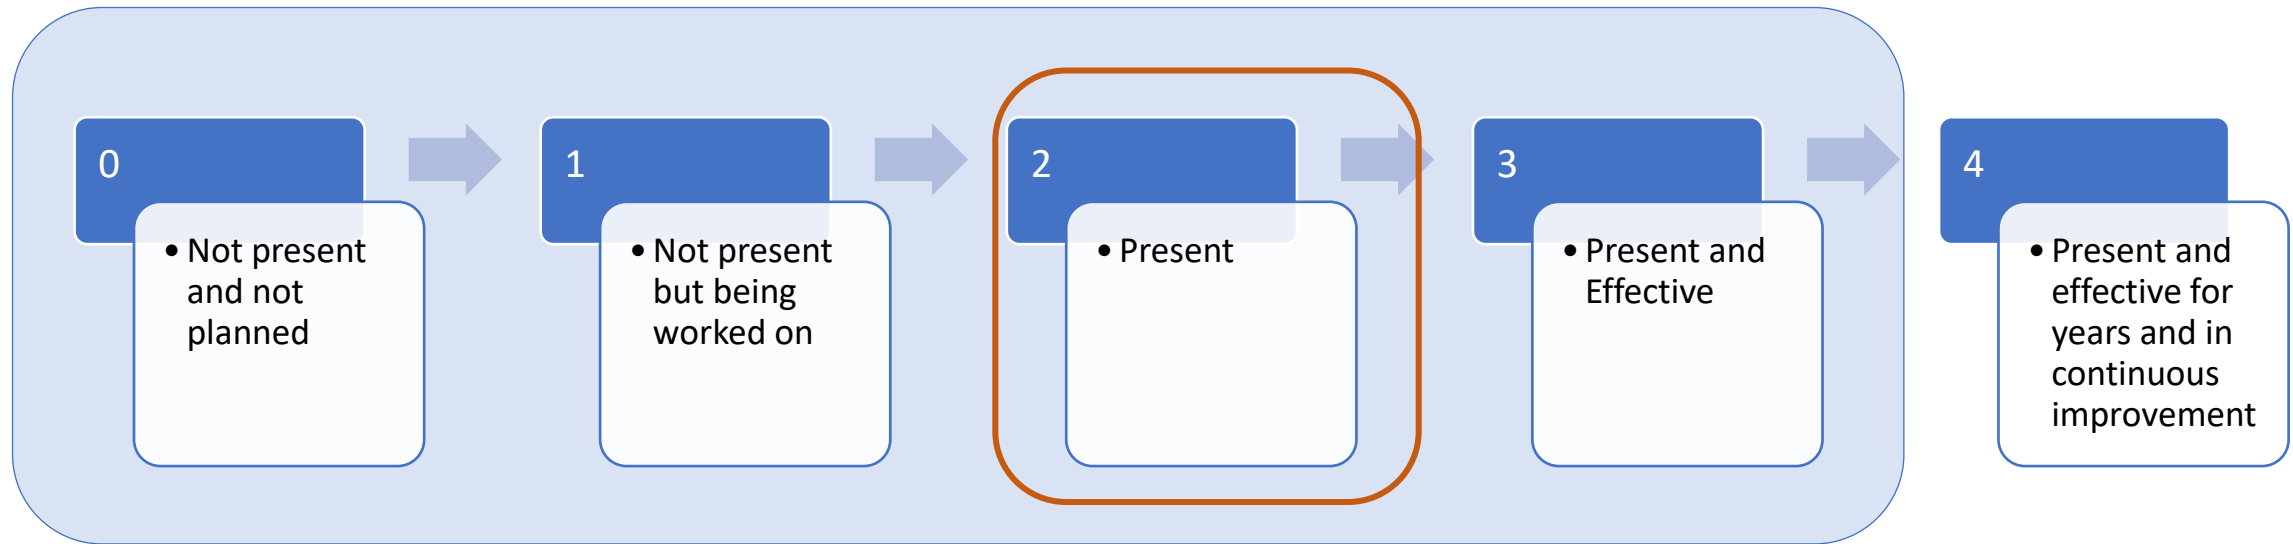 0
• Not present
and not
planned
1
• Not present
but being
worked on
2
• Present
3
• Present and
Effective
4
• Present and
effective for
years and in
continuous
improvement